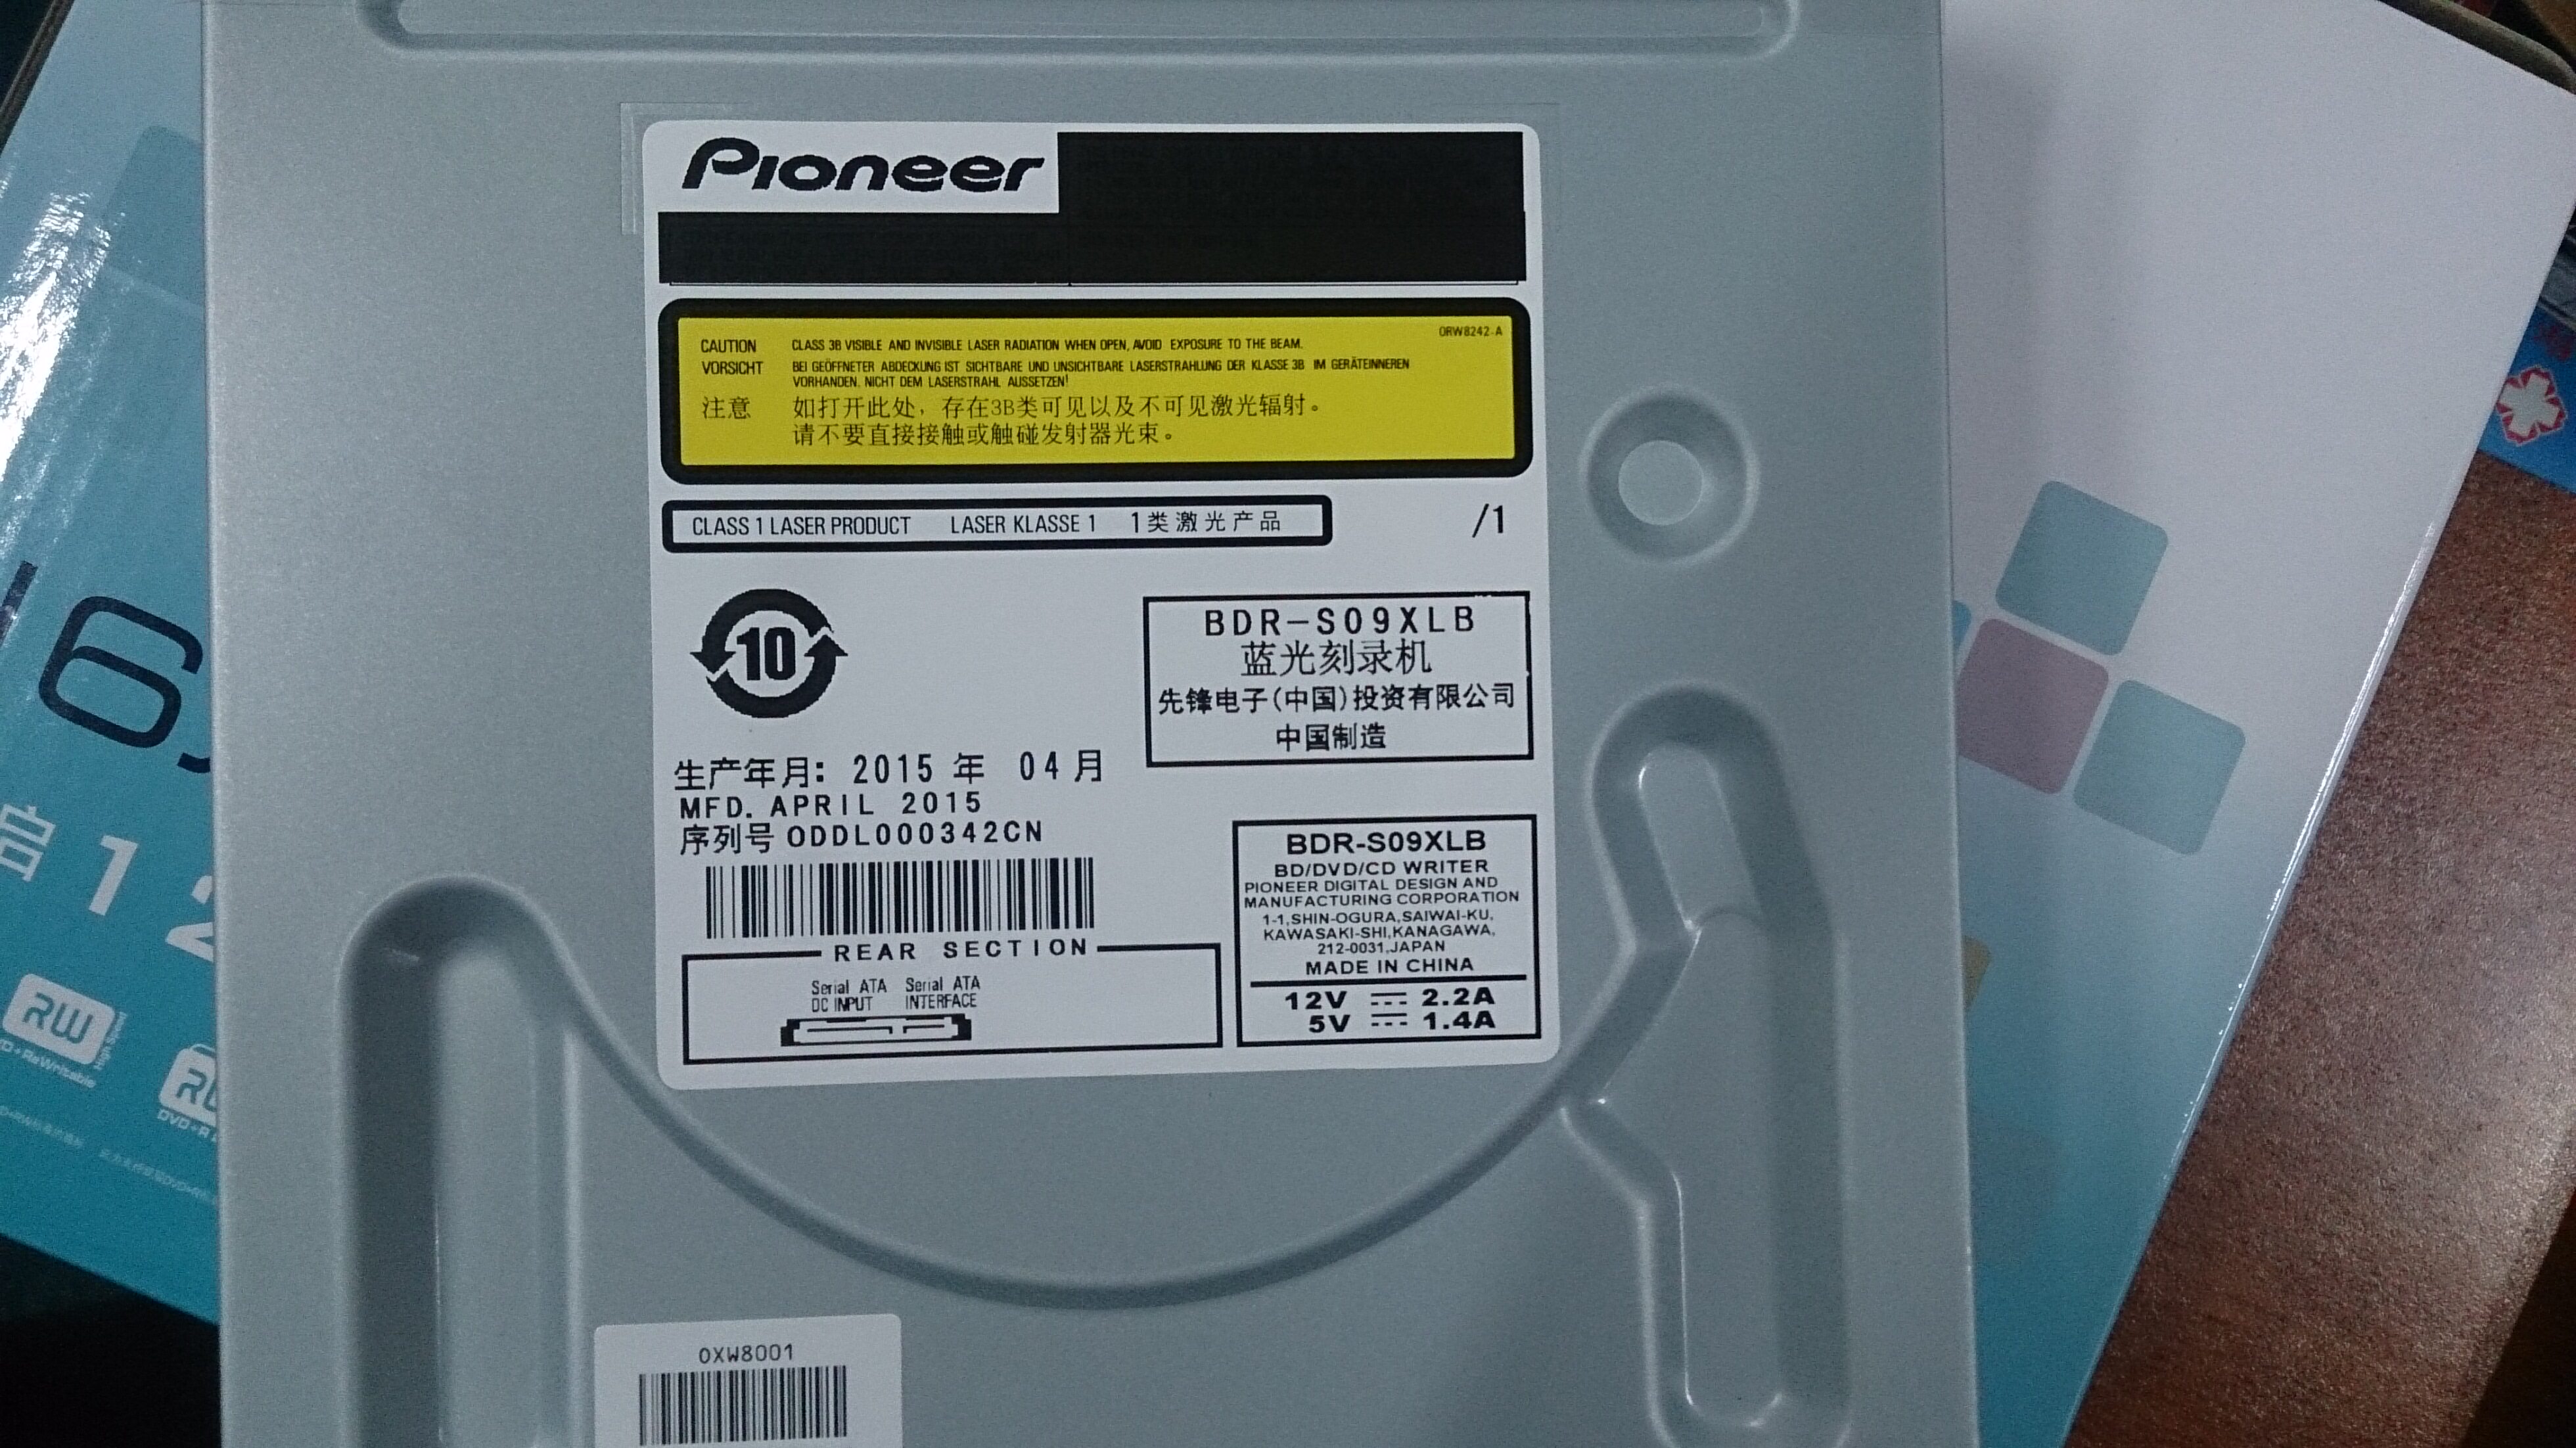 Pioneer
ORW8242-A
CAUTION CLASS 3B VISIBLE AND INVISIBLE LASER RADIATION WHEN OPEN, AVOID EXPOSURE TO THE BEAM.
VORSICHT BEI GEÖFFNETER ABDECKUNG IST SICHTBARE UND UNSICHTBARE LASERSTRAHLUNG DER KLASSE 3B IM GERÄTEINNEREN
VORHANDEN. NICHT DEM LASERSTRAHL AUSSETZEN!
注意 如打开此处，存在3B类可见以及不可见激光辐射。
请不要直接接触或触碰发射器光束。
CLASS 1 LASER PRODUCT LASER KLASSE 1 1类激光产品
/1
10
BDR-S09XLB
蓝光刻录机
先锋电子(中国)投资有限公司
中国制造
生产年月: 2015 年 04 月
MFD. APRIL 2015
序列号 ODDL000342CN
REAR SECTION
Serial ATA Serial ATA
DC INPUT INTERFACE
BDR-S09XLB
BD/DVD/CD WRITER
PIONEER DIGITAL DESIGN AND
MANUFACTURING CORPORATION
1-1,SHIN-OGURA,SAIWAI-KU,
KAWASAKI-SHI,KANAGAWA,
212-0031,JAPAN
MADE IN CHINA
12V ⎓ 2.2A
5V ⎓ 1.4A
OXW8001
6
启 1 2
RW
DVD+R